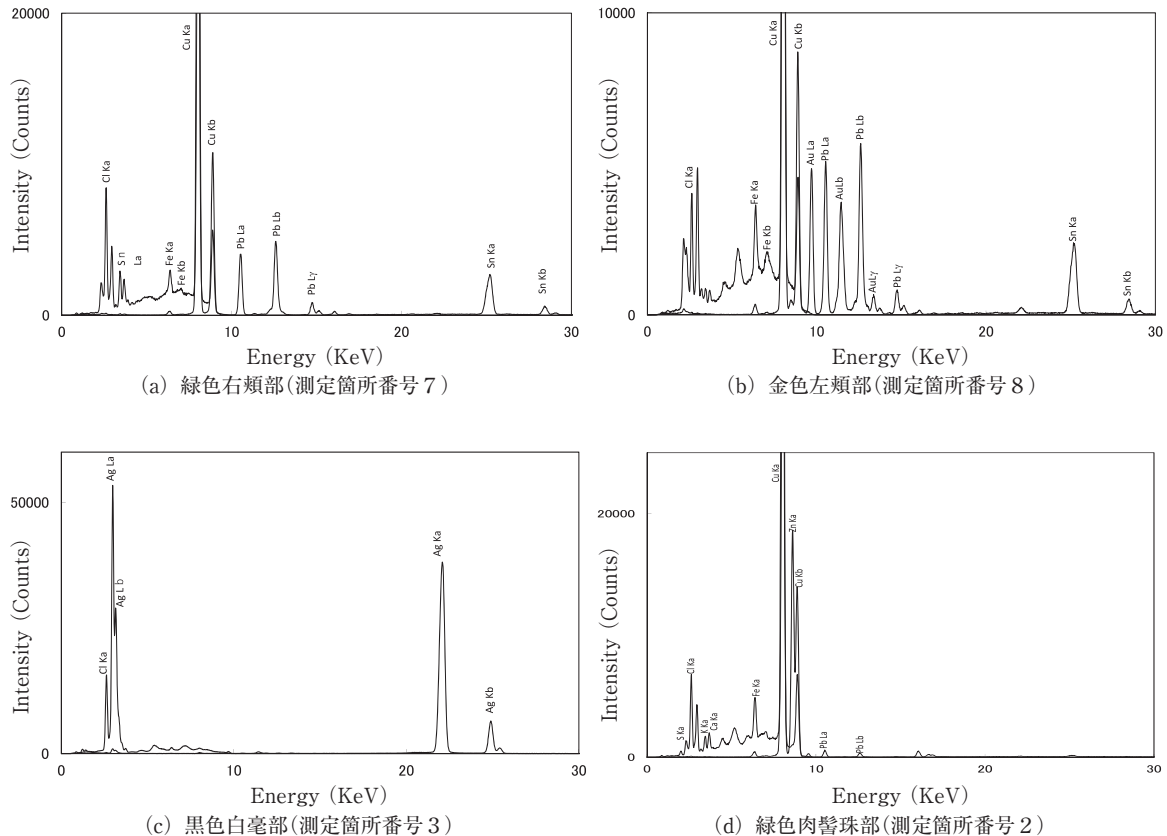 20000
Intensity (Counts)
0
Cl Ka
S n
La
Fe Ka
Fe Kb
Cu Ka
Cu Kb
Pb La
Pb Lb
Pb Lγ
Sn Ka
Sn Kb
0
10
20
30
Energy (KeV)
(a) 緑色右頬部(測定箇所番号7)
10000
Intensity (Counts)
0
Cl Ka
Fe Ka
Fe Kb
Cu Ka
Cu Kb
Au La
Pb La
AuLb
Pb Lb
AuLγ
Pb Lγ
Sn Ka
Sn Kb
0
10
20
30
Energy (KeV)
(b) 金色左頬部(測定箇所番号8)
50000
Intensity (Counts)
0
Cl Ka
Ag La
Ag L b
Ag Ka
Ag Kb
0
10
20
30
Energy (KeV)
(c) 黒色白毫部(測定箇所番号3)
20000
Intensity (Counts)
0
S Ka
Cl Ka
K Ka
Ca Ka
Fe Ka
Cu Ka
Zn Ka
Cu Kb
Pb La
Pb Lb
0
10
20
30
Energy (KeV)
(d) 緑色肉髻珠部(測定箇所番号2)